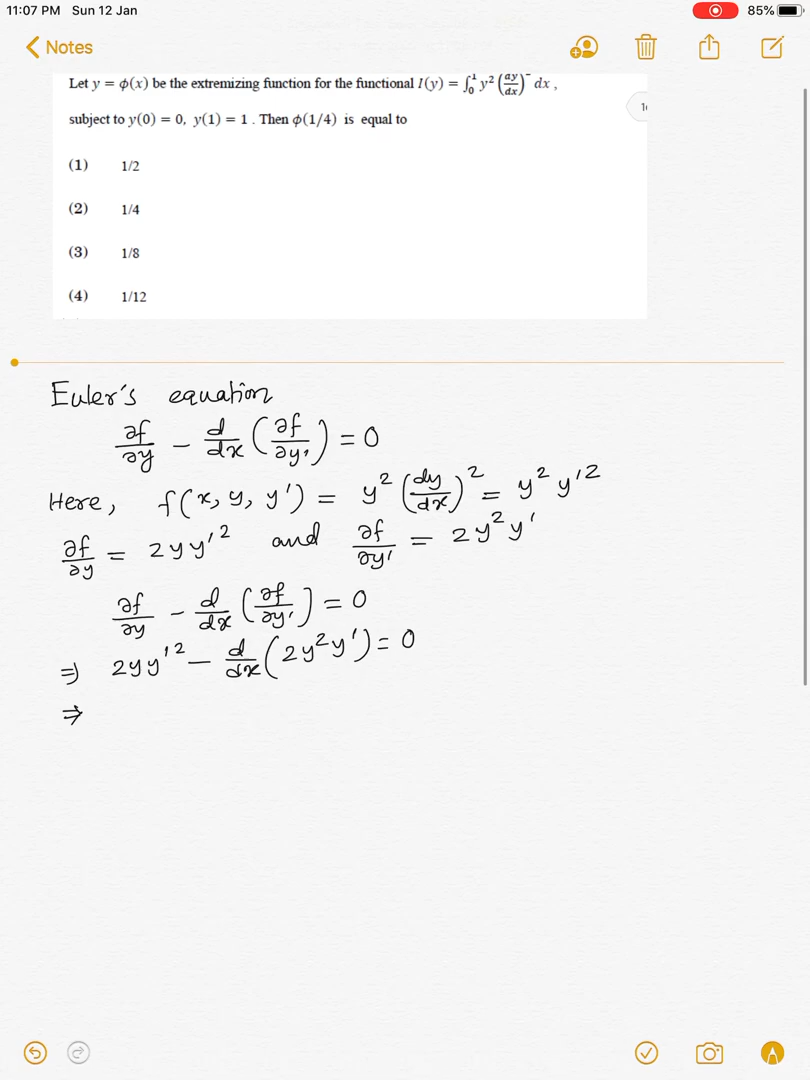 11:07 PM Sun 12 Jan
85%
Notes
Let y = ϕ(x) be the extremizing function for the functional I(y) = ∫₀¹ y² (dy/dx)² dx ,
subject to y(0) = 0, y(1) = 1 . Then ϕ(1/4) is equal to
(1) 1/2
(2) 1/4
(3) 1/8
(4) 1/12
Euler's equation
∂f/∂y − d/dx (∂f/∂y') = 0
Here, f(x, y, y') = y² (dy/dx)² = y² y'²
∂f/∂y = 2yy'² and ∂f/∂y' = 2y²y'
∂f/∂y − d/dx (∂f/∂y') = 0
⇒ 2yy'² − d/dx (2y²y') = 0
⇒